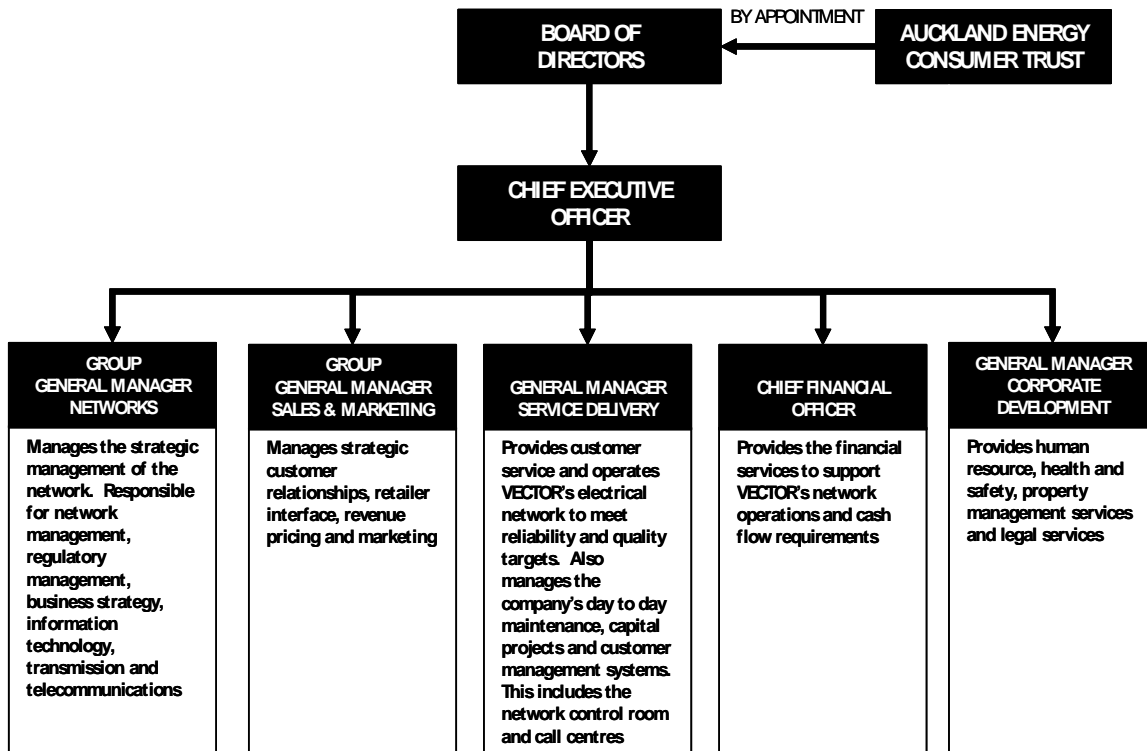 BY APPOINTMENT
BOARD OF
DIRECTORS
AUCKLAND ENERGY
CONSUMER TRUST
CHIEF EXECUTIVE
OFFICER
GROUP
GENERAL MANAGER
NETWORKS
Manages the strategic
management of the
network.  Responsible
for network
management,
regulatory
management,
business strategy,
information
technology,
transmission and
telecommunications
GROUP
GENERAL MANAGER
SALES & MARKETING
Manages strategic
customer
relationships, retailer
interface, revenue
pricing and marketing
GENERAL MANAGER
SERVICE DELIVERY
Provides customer
service and operates
VECTOR's electrical
network to meet
reliability and quality
targets.  Also
manages the
company's day to day
maintenance, capital
projects and customer
management systems.
This includes the
network control room
and call centres
CHIEF FINANCIAL
OFFICER
Provides the financial
services to support
VECTOR's network
operations and cash
flow requirements
GENERAL MANAGER
CORPORATE
DEVELOPMENT
Provides human
resource, health and
safety, property
management services
and legal services